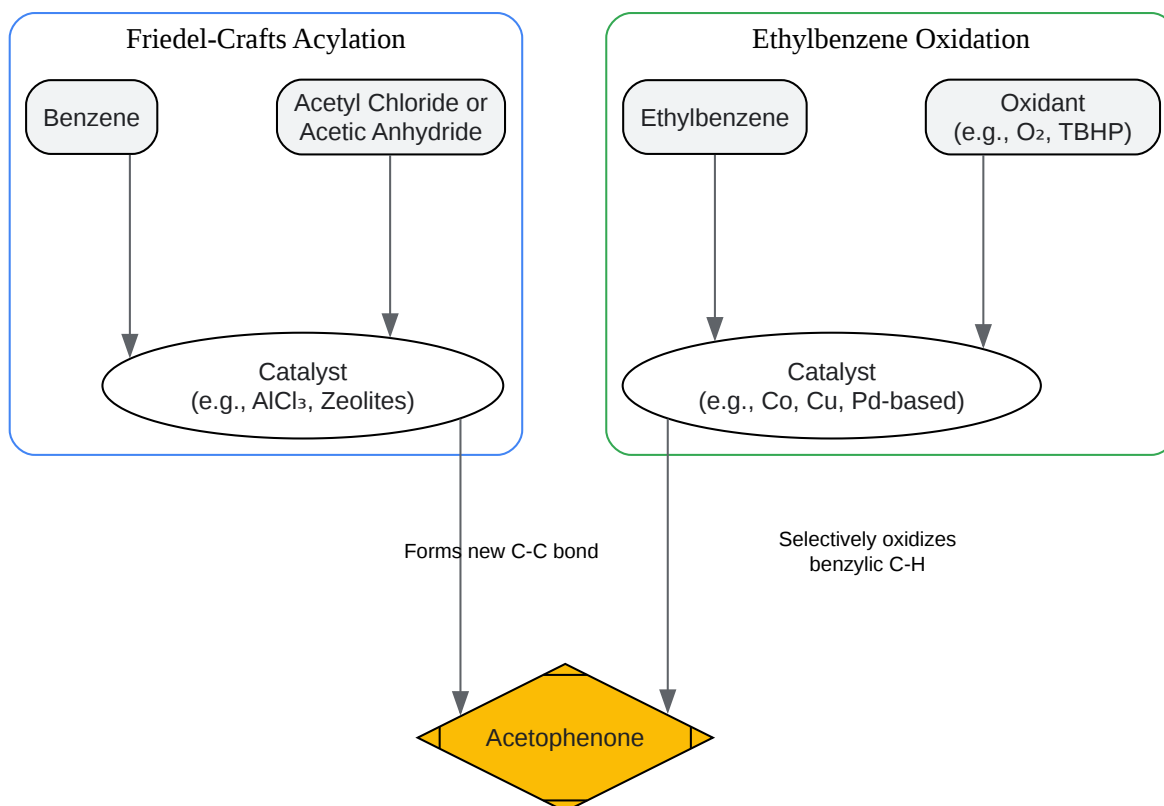 Friedel-Crafts Acylation
Benzene
Acetyl Chloride or
Acetic Anhydride
Catalyst
(e.g., AlCl₃, Zeolites)
Ethylbenzene Oxidation
Ethylbenzene
Oxidant
(e.g., O₂, TBHP)
Catalyst
(e.g., Co, Cu, Pd-based)
Forms new C-C bond
Selectively oxidizes
benzylic C-H
Acetophenone